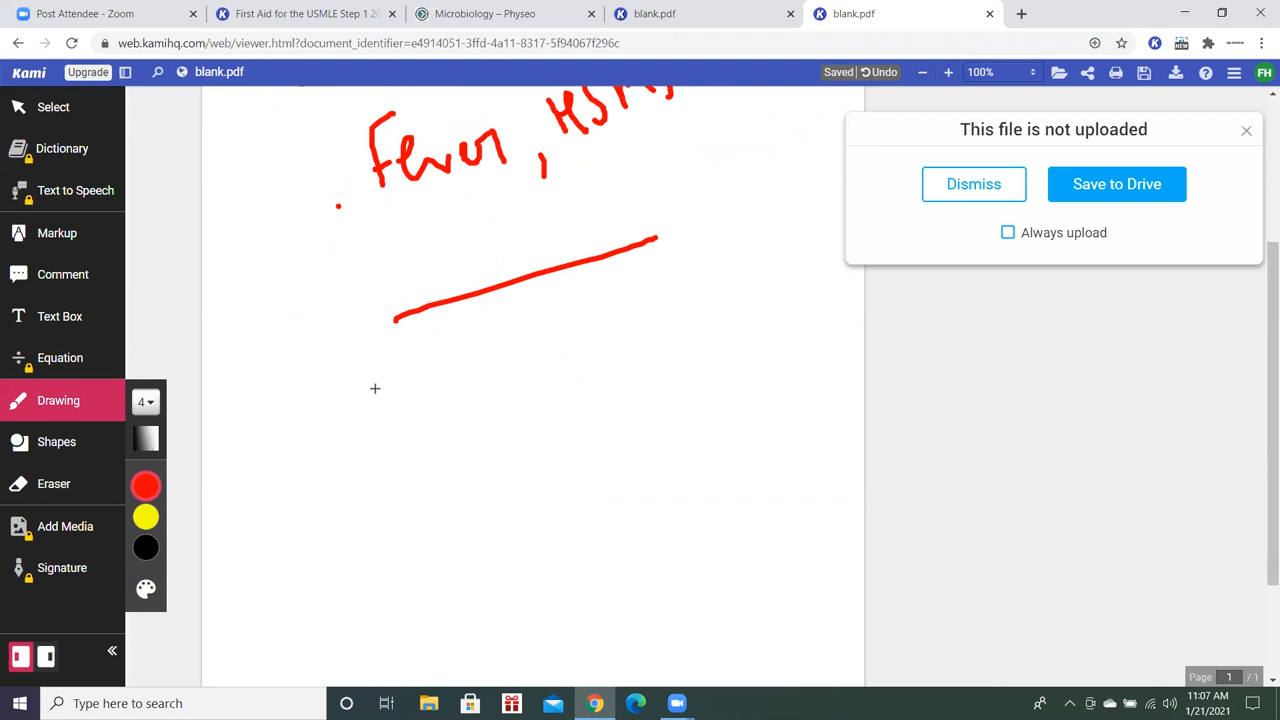 Post Attendee - Zoom
First Aid for the USMLE Step 1 20
Microbiology – Physeo
blank.pdf
blank.pdf
web.kamihq.com/web/viewer.html?document_identifier=e4914051-3ffd-4a11-8317-5f94067f296c
Kami
Upgrade
blank.pdf
Saved
Undo
100%
FH
Select
Dictionary
Text to Speech
Markup
Comment
Text Box
Equation
Drawing
Shapes
Eraser
Add Media
Signature
4
Fever,
This file is not uploaded
Dismiss
Save to Drive
Always upload
Page 1 / 1
Type here to search
11:07 AM
1/21/2021